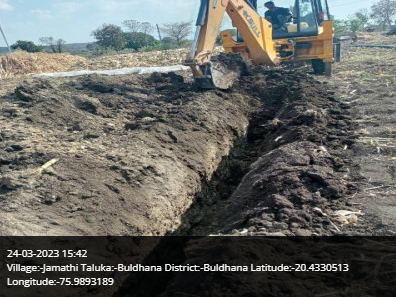 24-03-2023 15:42
Village:-Jamathi Taluka:-Buldhana District:-Buldhana Latitude:-20.4330513
Longitude:-75.9893189